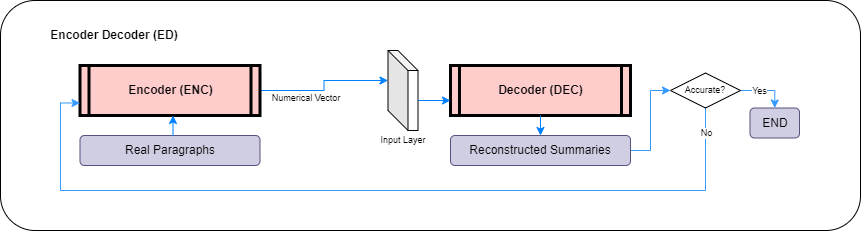 Encoder Decoder (ED)
Encoder (ENC)
Numerical Vector
Input Layer
Decoder (DEC)
Accurate?
Yes
END
No
Real Paragraphs
Reconstructed Summaries